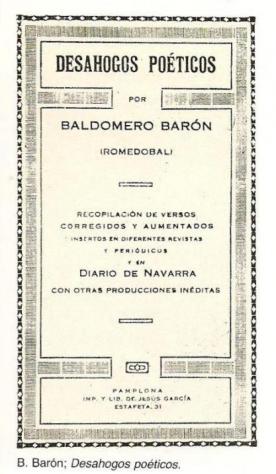 DESAHOGOS POÉTICOS
POR
BALDOMERO BARÓN
(ROMEDOBAL)
RECOPILACIÓN DE VERSOS
CORREGIDOS Y AUMENTADOS
INSERTOS EN DIFERENTES REVISTAS
Y PERIÓDICOS
Y EN
DIARIO DE NAVARRA
CON OTRAS PRODUCCIONES INÉDITAS
PAMPLONA
IMP. Y LIB. DE JESÚS GARCÍA
ESTAFETA, 31
B. Barón; Desahogos poéticos.